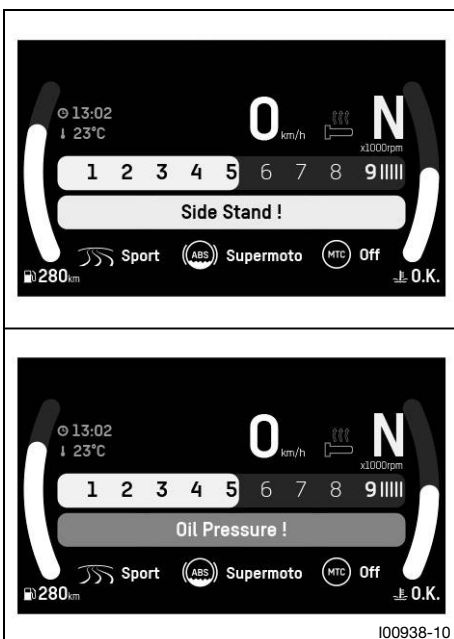 13:02
23°C
0 km/h N
x1000rpm
1 2 3 4 5 6 7 8 9
Side Stand !
Sport ABS Supermoto MTC Off
280km O.K.
13:02
23°C
0 km/h N
x1000rpm
1 2 3 4 5 6 7 8 9
Oil Pressure !
Sport ABS Supermoto MTC Off
280km O.K.
I00938-10